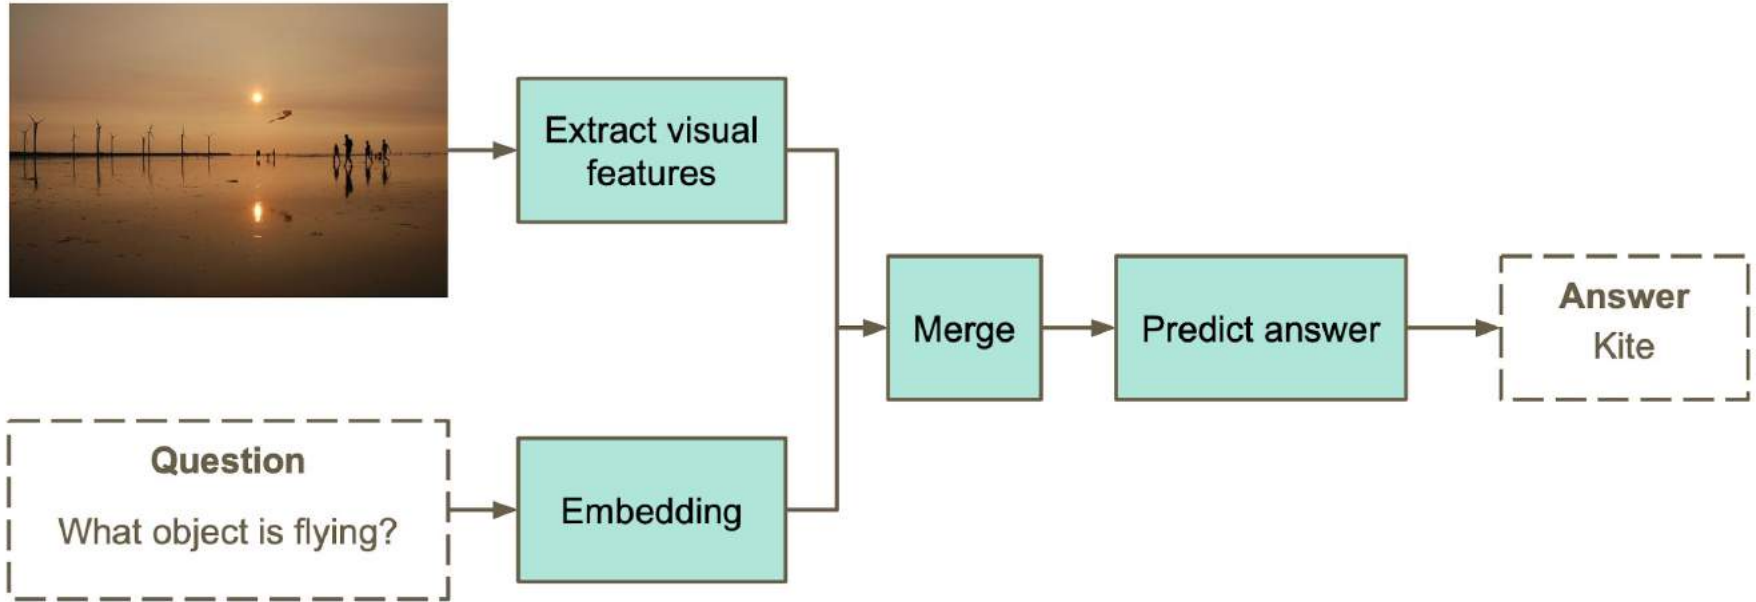 Extract visual
features
Question
What object is flying?
Embedding
Merge
Predict answer
Answer
Kite